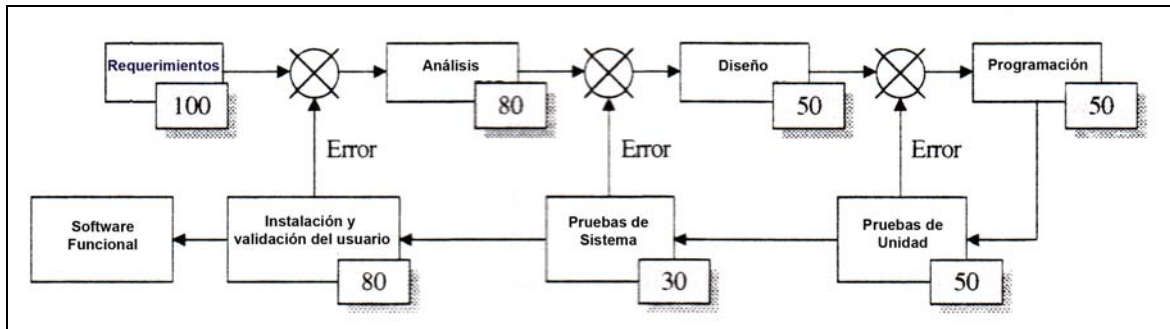 Requerimientos
100
Análisis
80
Diseño
50
Programación
50
Error
Error
Error
Software
Funcional
Instalación y
validación del usuario
80
Pruebas de
Sistema
30
Pruebas de
Unidad
50